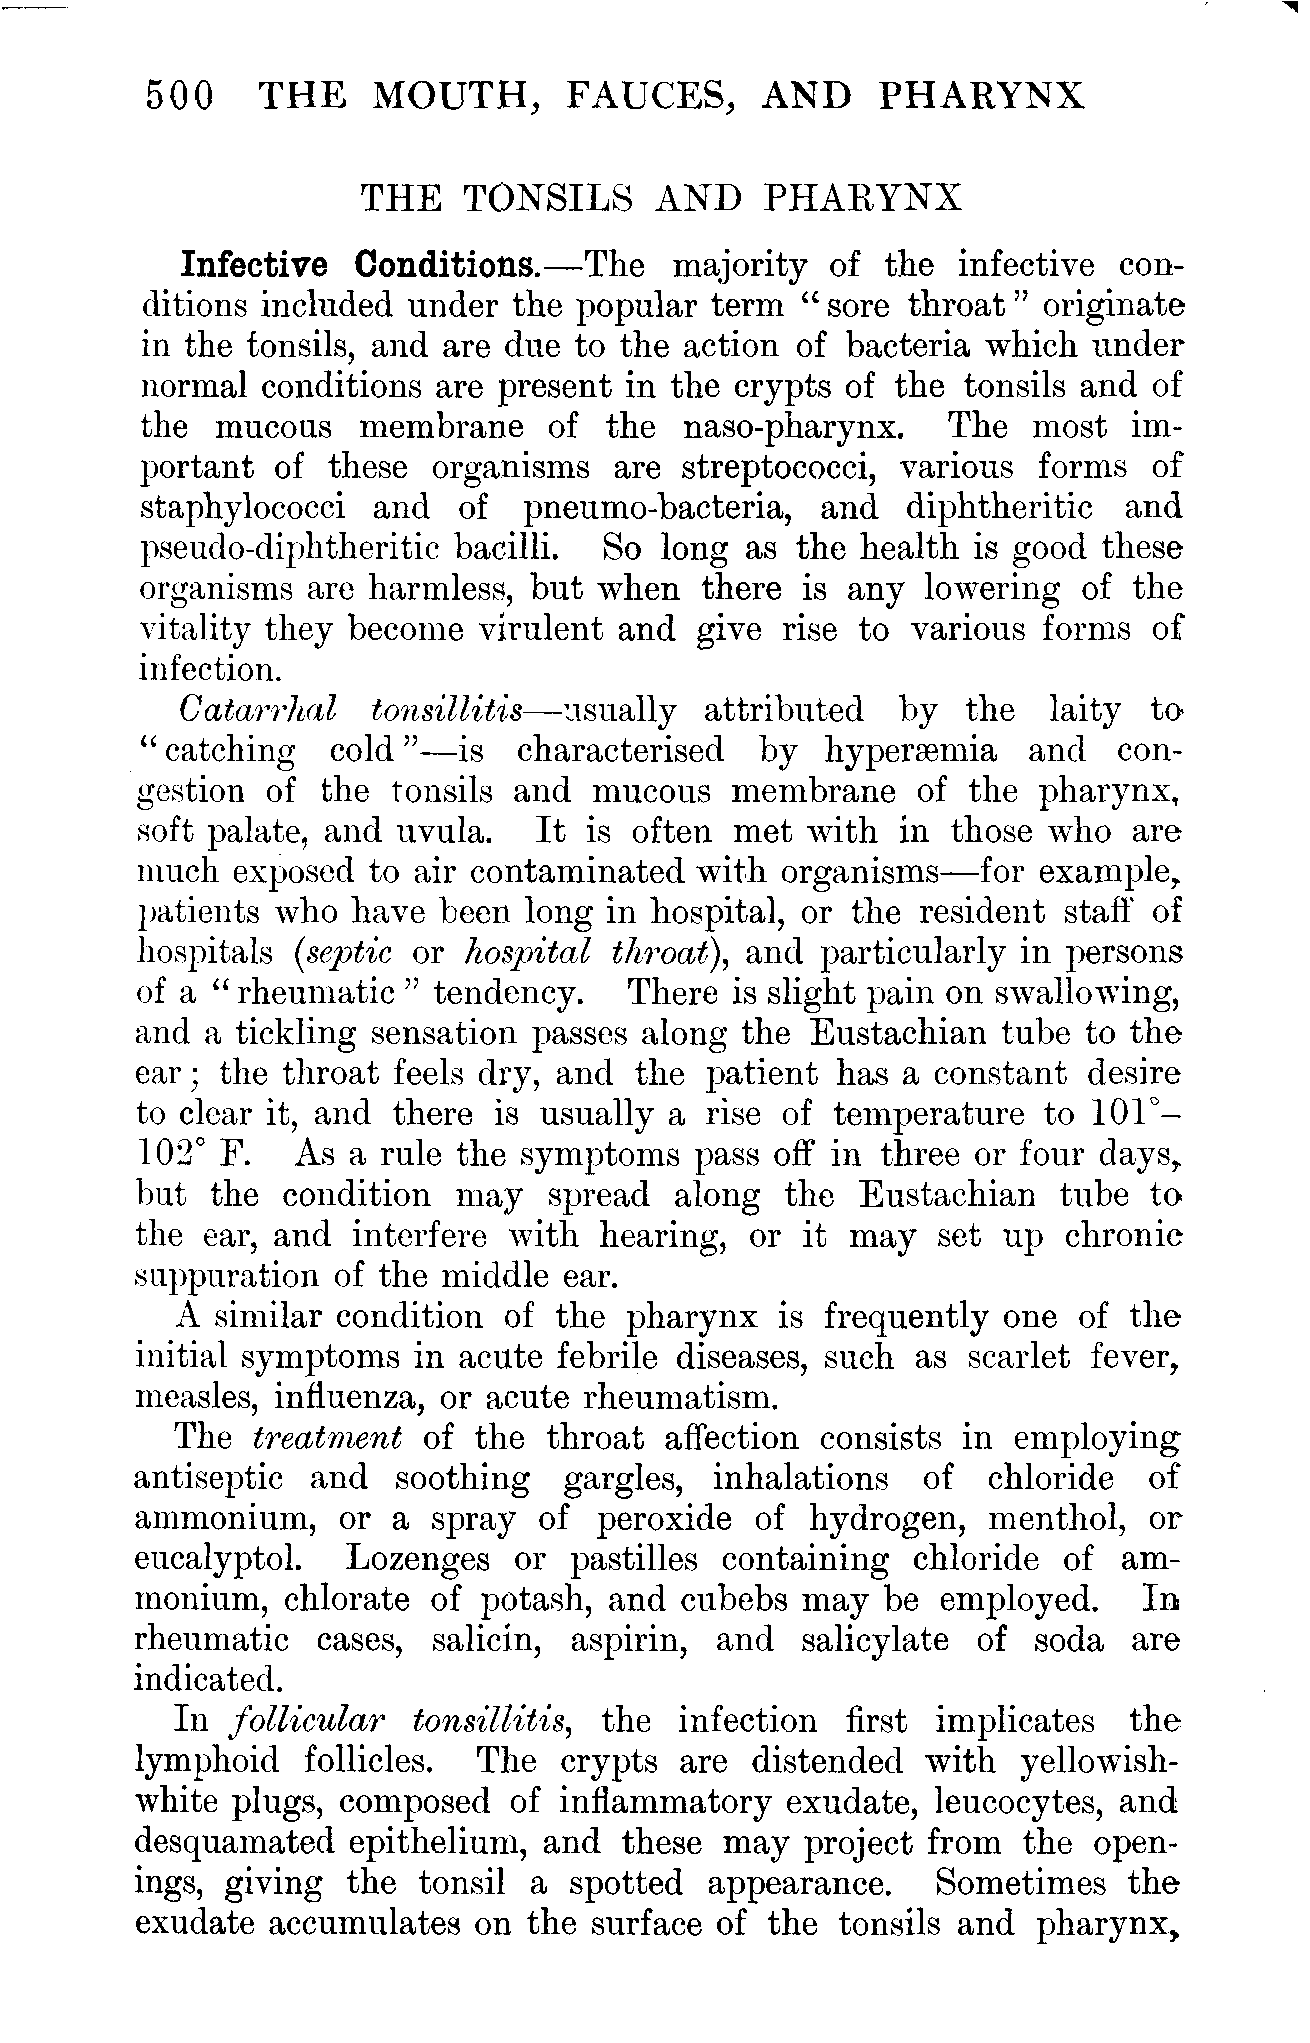 500 THE MOUTH, FAUCES, AND PHARYNX
THE TONSILS AND PHARYNX
Infective Conditions.—The majority of the infective con-
ditions included under the popular term “sore throat” originate
in the tonsils, and are due to the action of bacteria which under
normal conditions are present in the crypts of the tonsils and of
the mucous membrane of the naso-pharynx. The most im-
portant of these organisms are streptococci, various forms of
staphylococci and of pneumo-bacteria, and diphtheritic and
pseudo-diphtheritic bacilli. So long as the health is good these
organisms are harmless, but when there is any lowering of the
vitality they become virulent and give rise to various forms of
infection.
Catarrhal tonsillitis—usually attributed by the laity to
“catching cold”—is characterised by hyperæmia and con-
gestion of the tonsils and mucous membrane of the pharynx,
soft palate, and uvula. It is often met with in those who are
much exposed to air contaminated with organisms—for example,
patients who have been long in hospital, or the resident staff of
hospitals (septic or hospital throat), and particularly in persons
of a “rheumatic” tendency. There is slight pain on swallowing,
and a tickling sensation passes along the Eustachian tube to the
ear; the throat feels dry, and the patient has a constant desire
to clear it, and there is usually a rise of temperature to 101°–
102° F. As a rule the symptoms pass off in three or four days,
but the condition may spread along the Eustachian tube to
the ear, and interfere with hearing, or it may set up chronic
suppuration of the middle ear.
A similar condition of the pharynx is frequently one of the
initial symptoms in acute febrile diseases, such as scarlet fever,
measles, influenza, or acute rheumatism.
The treatment of the throat affection consists in employing
antiseptic and soothing gargles, inhalations of chloride of
ammonium, or a spray of peroxide of hydrogen, menthol, or
eucalyptol. Lozenges or pastilles containing chloride of am-
monium, chlorate of potash, and cubebs may be employed. In
rheumatic cases, salicin, aspirin, and salicylate of soda are
indicated.
In follicular tonsillitis, the infection first implicates the
lymphoid follicles. The crypts are distended with yellowish-
white plugs, composed of inflammatory exudate, leucocytes, and
desquamated epithelium, and these may project from the open-
ings, giving the tonsil a spotted appearance. Sometimes the
exudate accumulates on the surface of the tonsils and pharynx,